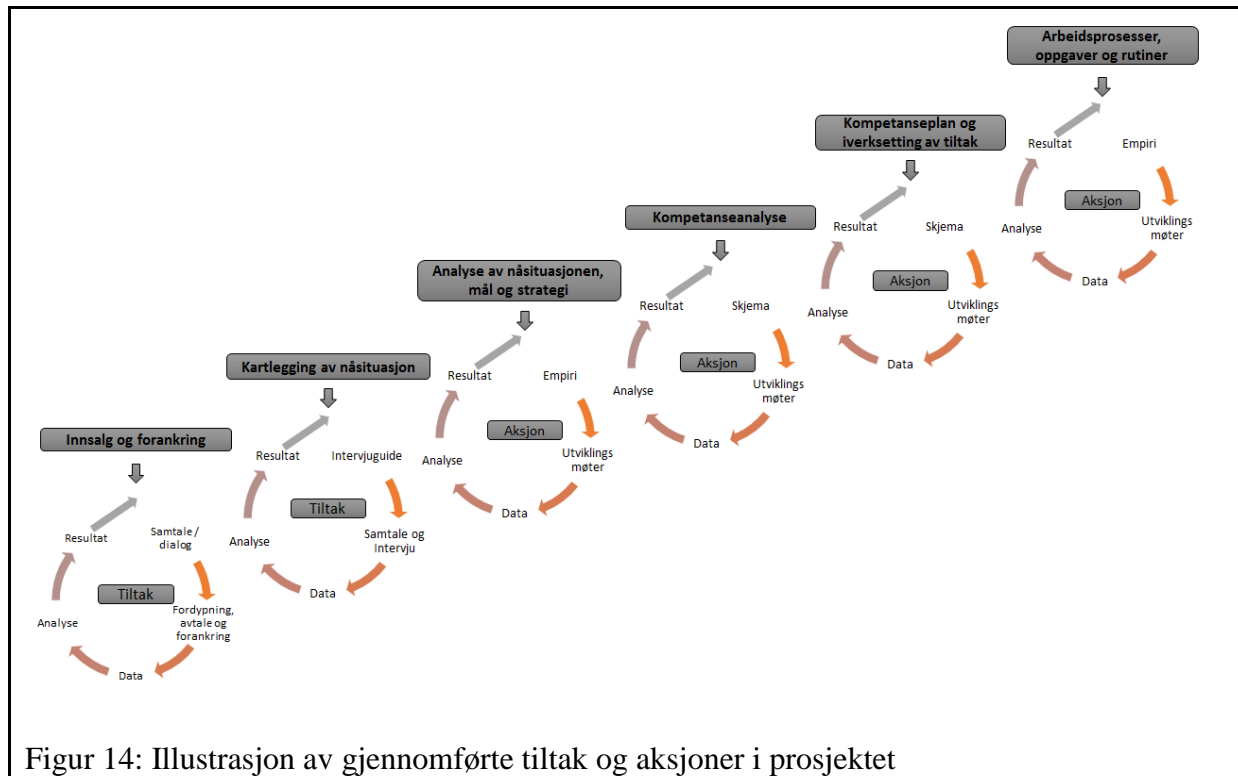 Innsalg og forankring
Samtale /
dialog
Fordypning,
avtale og
forankring
Data
Analyse
Resultat
Tiltak
Kartlegging av nåsituasjon
Intervjuguide
Samtale og
Intervju
Data
Analyse
Resultat
Tiltak
Analyse av nåsituasjonen,
mål og strategi
Empiri
Utviklings
møter
Data
Analyse
Resultat
Aksjon
Kompetanseanalyse
Skjema
Utviklings
møter
Data
Analyse
Resultat
Aksjon
Kompetanseplan og
iverksetting av tiltak
Skjema
Utviklings
møter
Data
Analyse
Resultat
Aksjon
Arbeidsprosesser,
oppgaver og rutiner
Empiri
Utviklings
møter
Data
Analyse
Resultat
Aksjon
Figur 14: Illustrasjon av gjennomførte tiltak og aksjoner i prosjektet